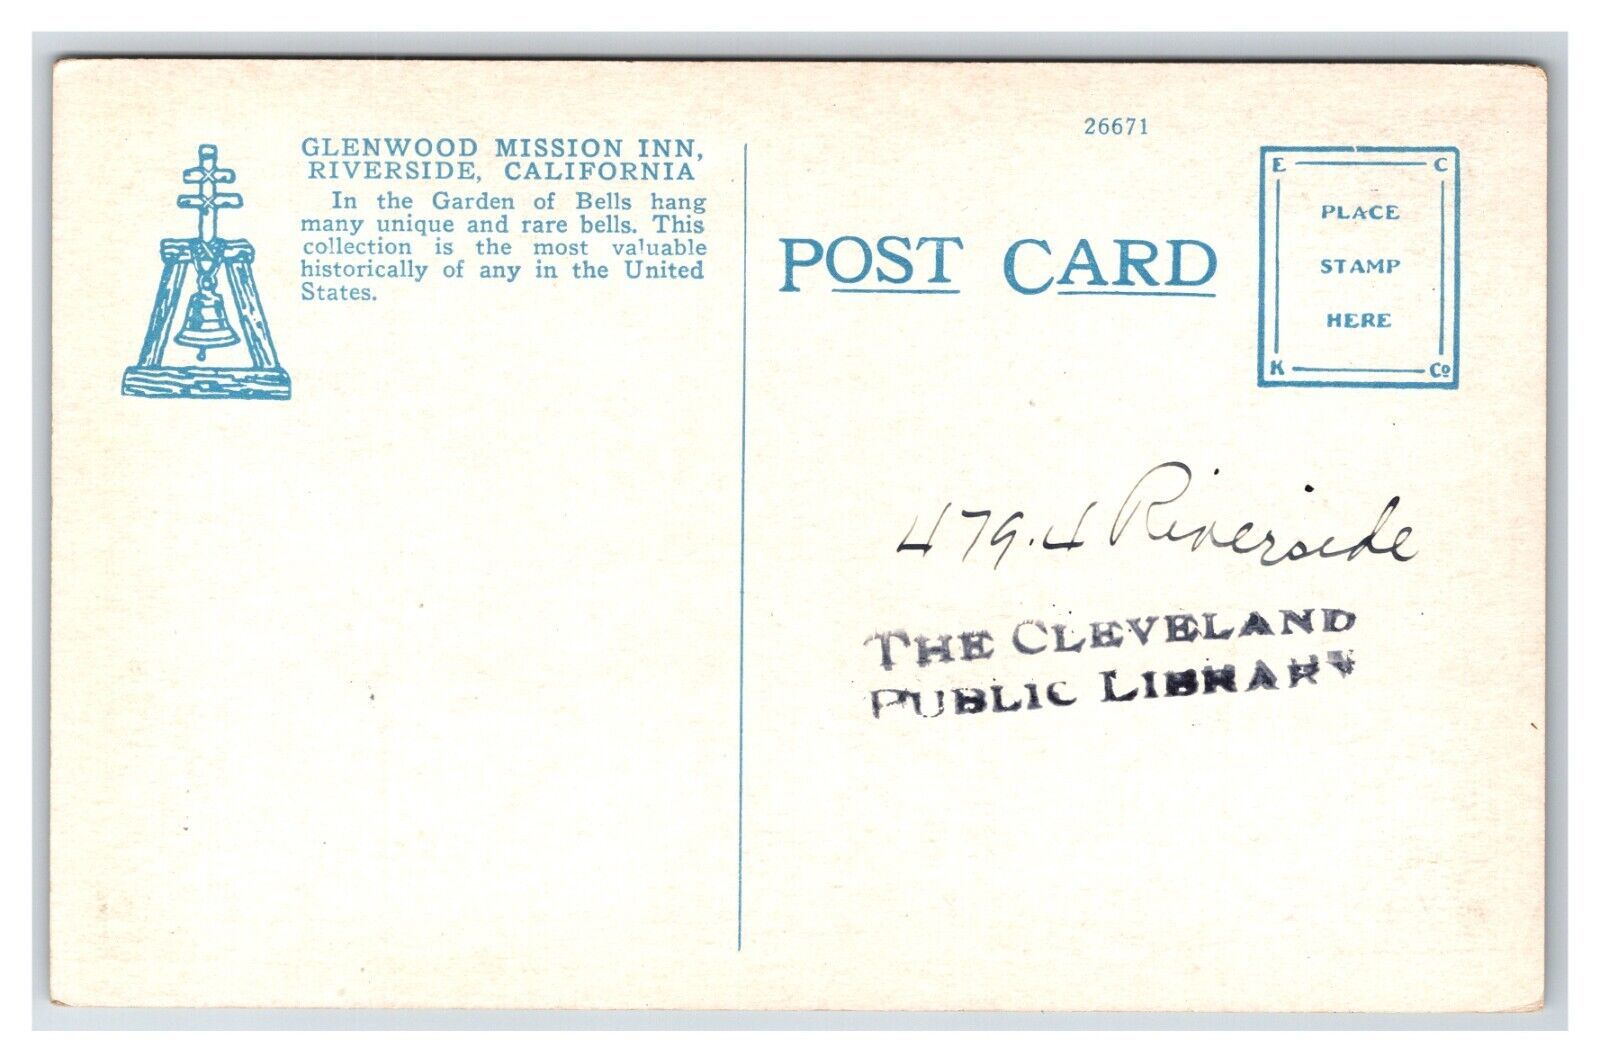 GLENWOOD MISSION INN,
RIVERSIDE, CALIFORNIA
In the Garden of Bells hang
many unique and rare bells. This
collection is the most valuable
historically of any in the United
States.
26671
POST CARD
E C
PLACE
STAMP
HERE
K Co
479.4 Riverside
THE CLEVELAND
PUBLIC LIBRARY